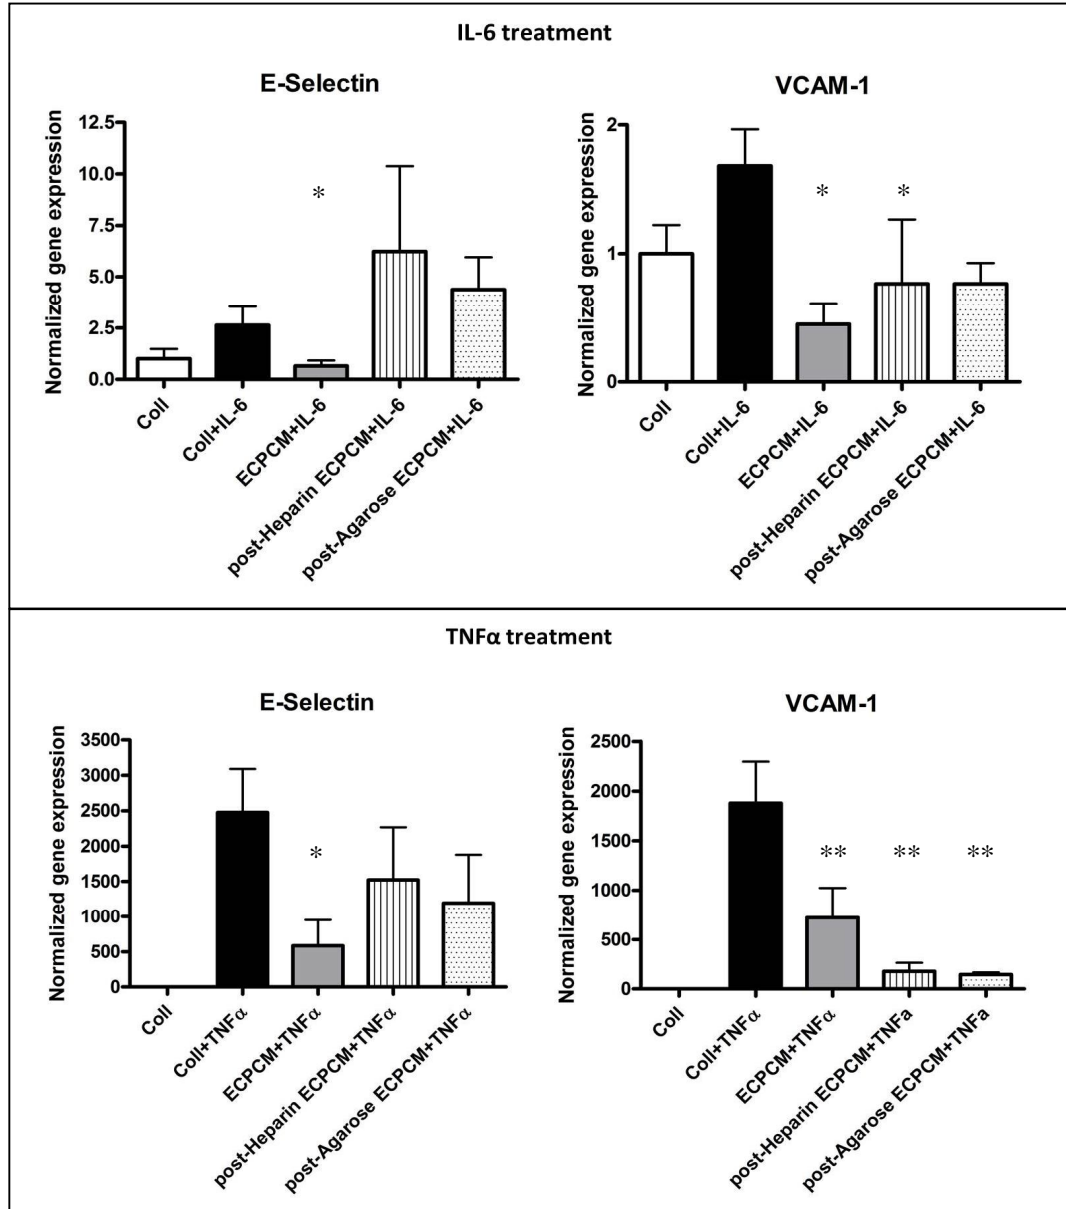 IL-6 treatment
E-Selectin
Normalized gene expression
12.5
10.0
7.5
5.0
2.5
0.0
*
Coll
Coll+IL-6
ECPCM+IL-6
post-Heparin ECPCM+IL-6
post-Agarose ECPCM+IL-6
VCAM-1
Normalized gene expression
2
1
0
*
*
Coll
Coll+IL-6
ECPCM+IL-6
post-Heparin ECPCM+IL-6
post-Agarose ECPCM+IL-6
TNFα treatment
E-Selectin
Normalized gene expression
3500
3000
2500
2000
1500
1000
500
0
*
Coll
Coll+TNFα
ECPCM+TNFα
post-Heparin ECPCM+TNFα
post-Agarose ECPCM+TNFα
VCAM-1
Normalized gene expression
2500
2000
1500
1000
500
0
**
**
**
Coll
Coll+TNFα
ECPCM+TNFα
post-Heparin ECPCM+TNFa
post-Agarose ECPCM+TNFa